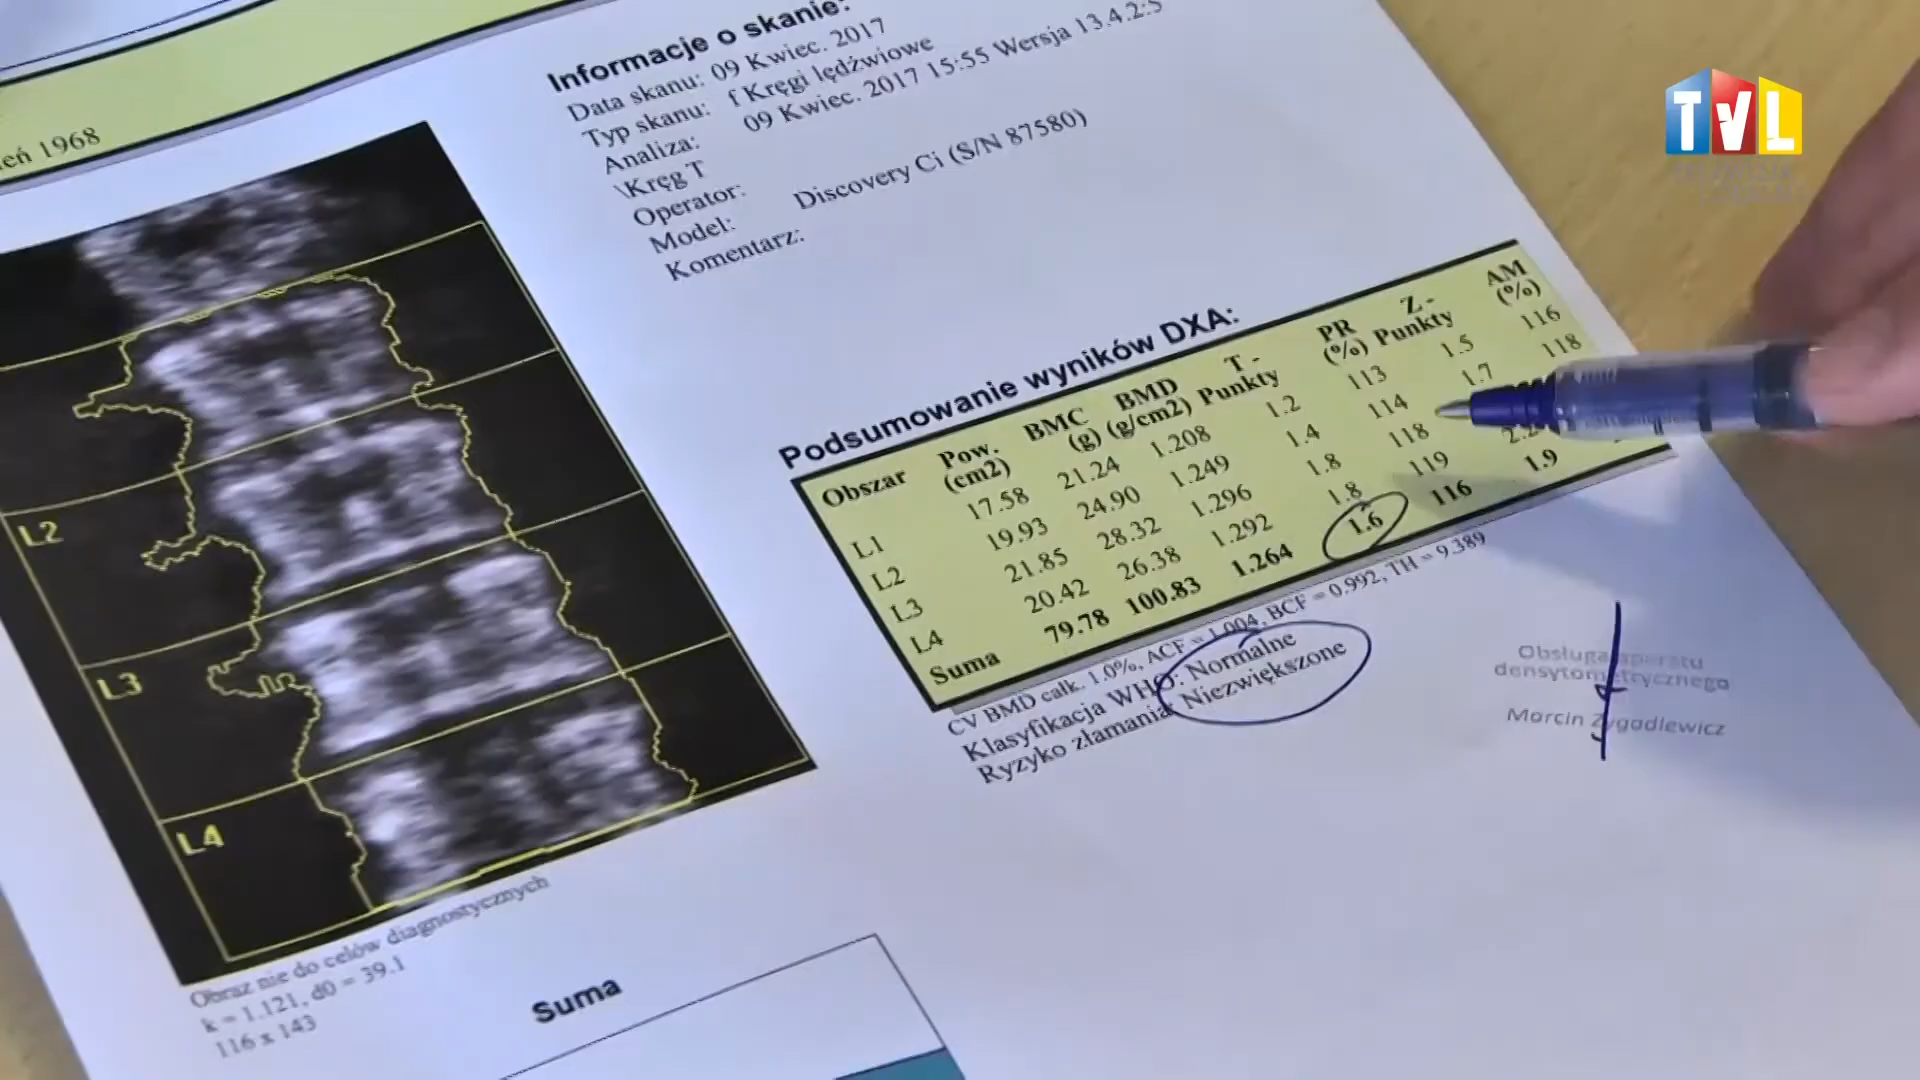 eń 1968
Informacje o skanie:
Data skanu: 09 Kwiec. 2017
Typ skanu: f Kręgi lędźwiowe
Analiza: 09 Kwiec. 2017 15:55 Wersja 13.4.2:5
\Kręg T
Operator:
Model: Discovery Ci (S/N 87580)
Komentarz:
TVL
L2
L3
L4
Obraz nie do celów diagnostycznych
k = 1.121, d0 = 39.1
116 x 143
Podsumowanie wyników DXA:
Obszar Pow. (cm2) BMC (g) BMD (g/cm2) T - Punkty PR (%) Z - Punkty AM (%)
L1 17.58 21.24 1.208 1.2 113 1.5 116
L2 19.93 24.90 1.249 1.4 114 1.7 118
L3 21.85 28.32 1.296 1.8 118
L4 20.42 26.38 1.292 1.8 119
Suma 79.78 100.83 1.264 1.6 116 1.9
CV BMD całk. 1.0%, ACF = 1.004, BCF = 0.992, TH = 9.389
Klasyfikacja WHO: Normalne
Ryzyko złamania: Niezwiększone
Obsługa aparatu
densytometrycznego
Marcin Zygadlewicz
Suma